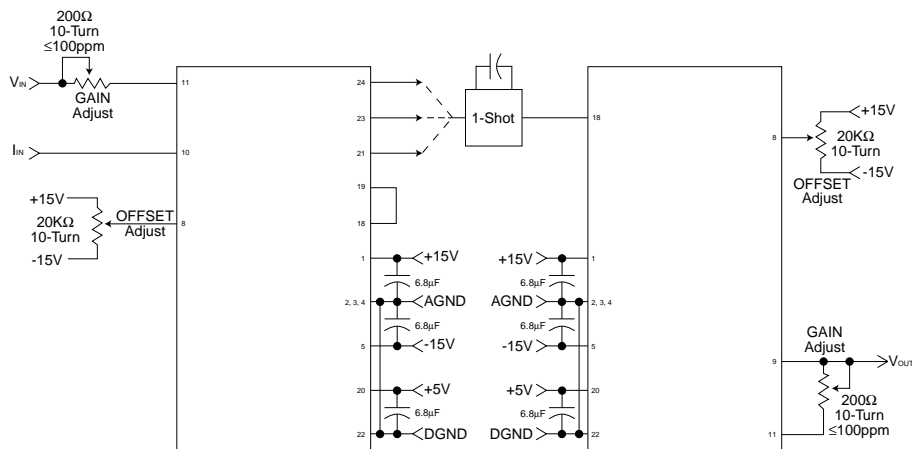 200Ω
10-Turn
≤100ppm
VIN
GAIN
Adjust
11
IIN
10
+15V
20KΩ
10-Turn
-15V
OFFSET
Adjust
8
24
23
21
19
18
1
+15V
6.8µF
2, 3, 4
AGND
6.8µF
5
-15V
20
+5V
6.8µF
22
DGND
1-Shot
18
+15V
1
6.8µF
AGND
2, 3, 4
6.8µF
-15V
5
+5V
20
6.8µF
DGND
22
8
+15V
20KΩ
10-Turn
-15V
OFFSET
Adjust
GAIN
Adjust
9
VOUT
200Ω
10-Turn
≤100ppm
11